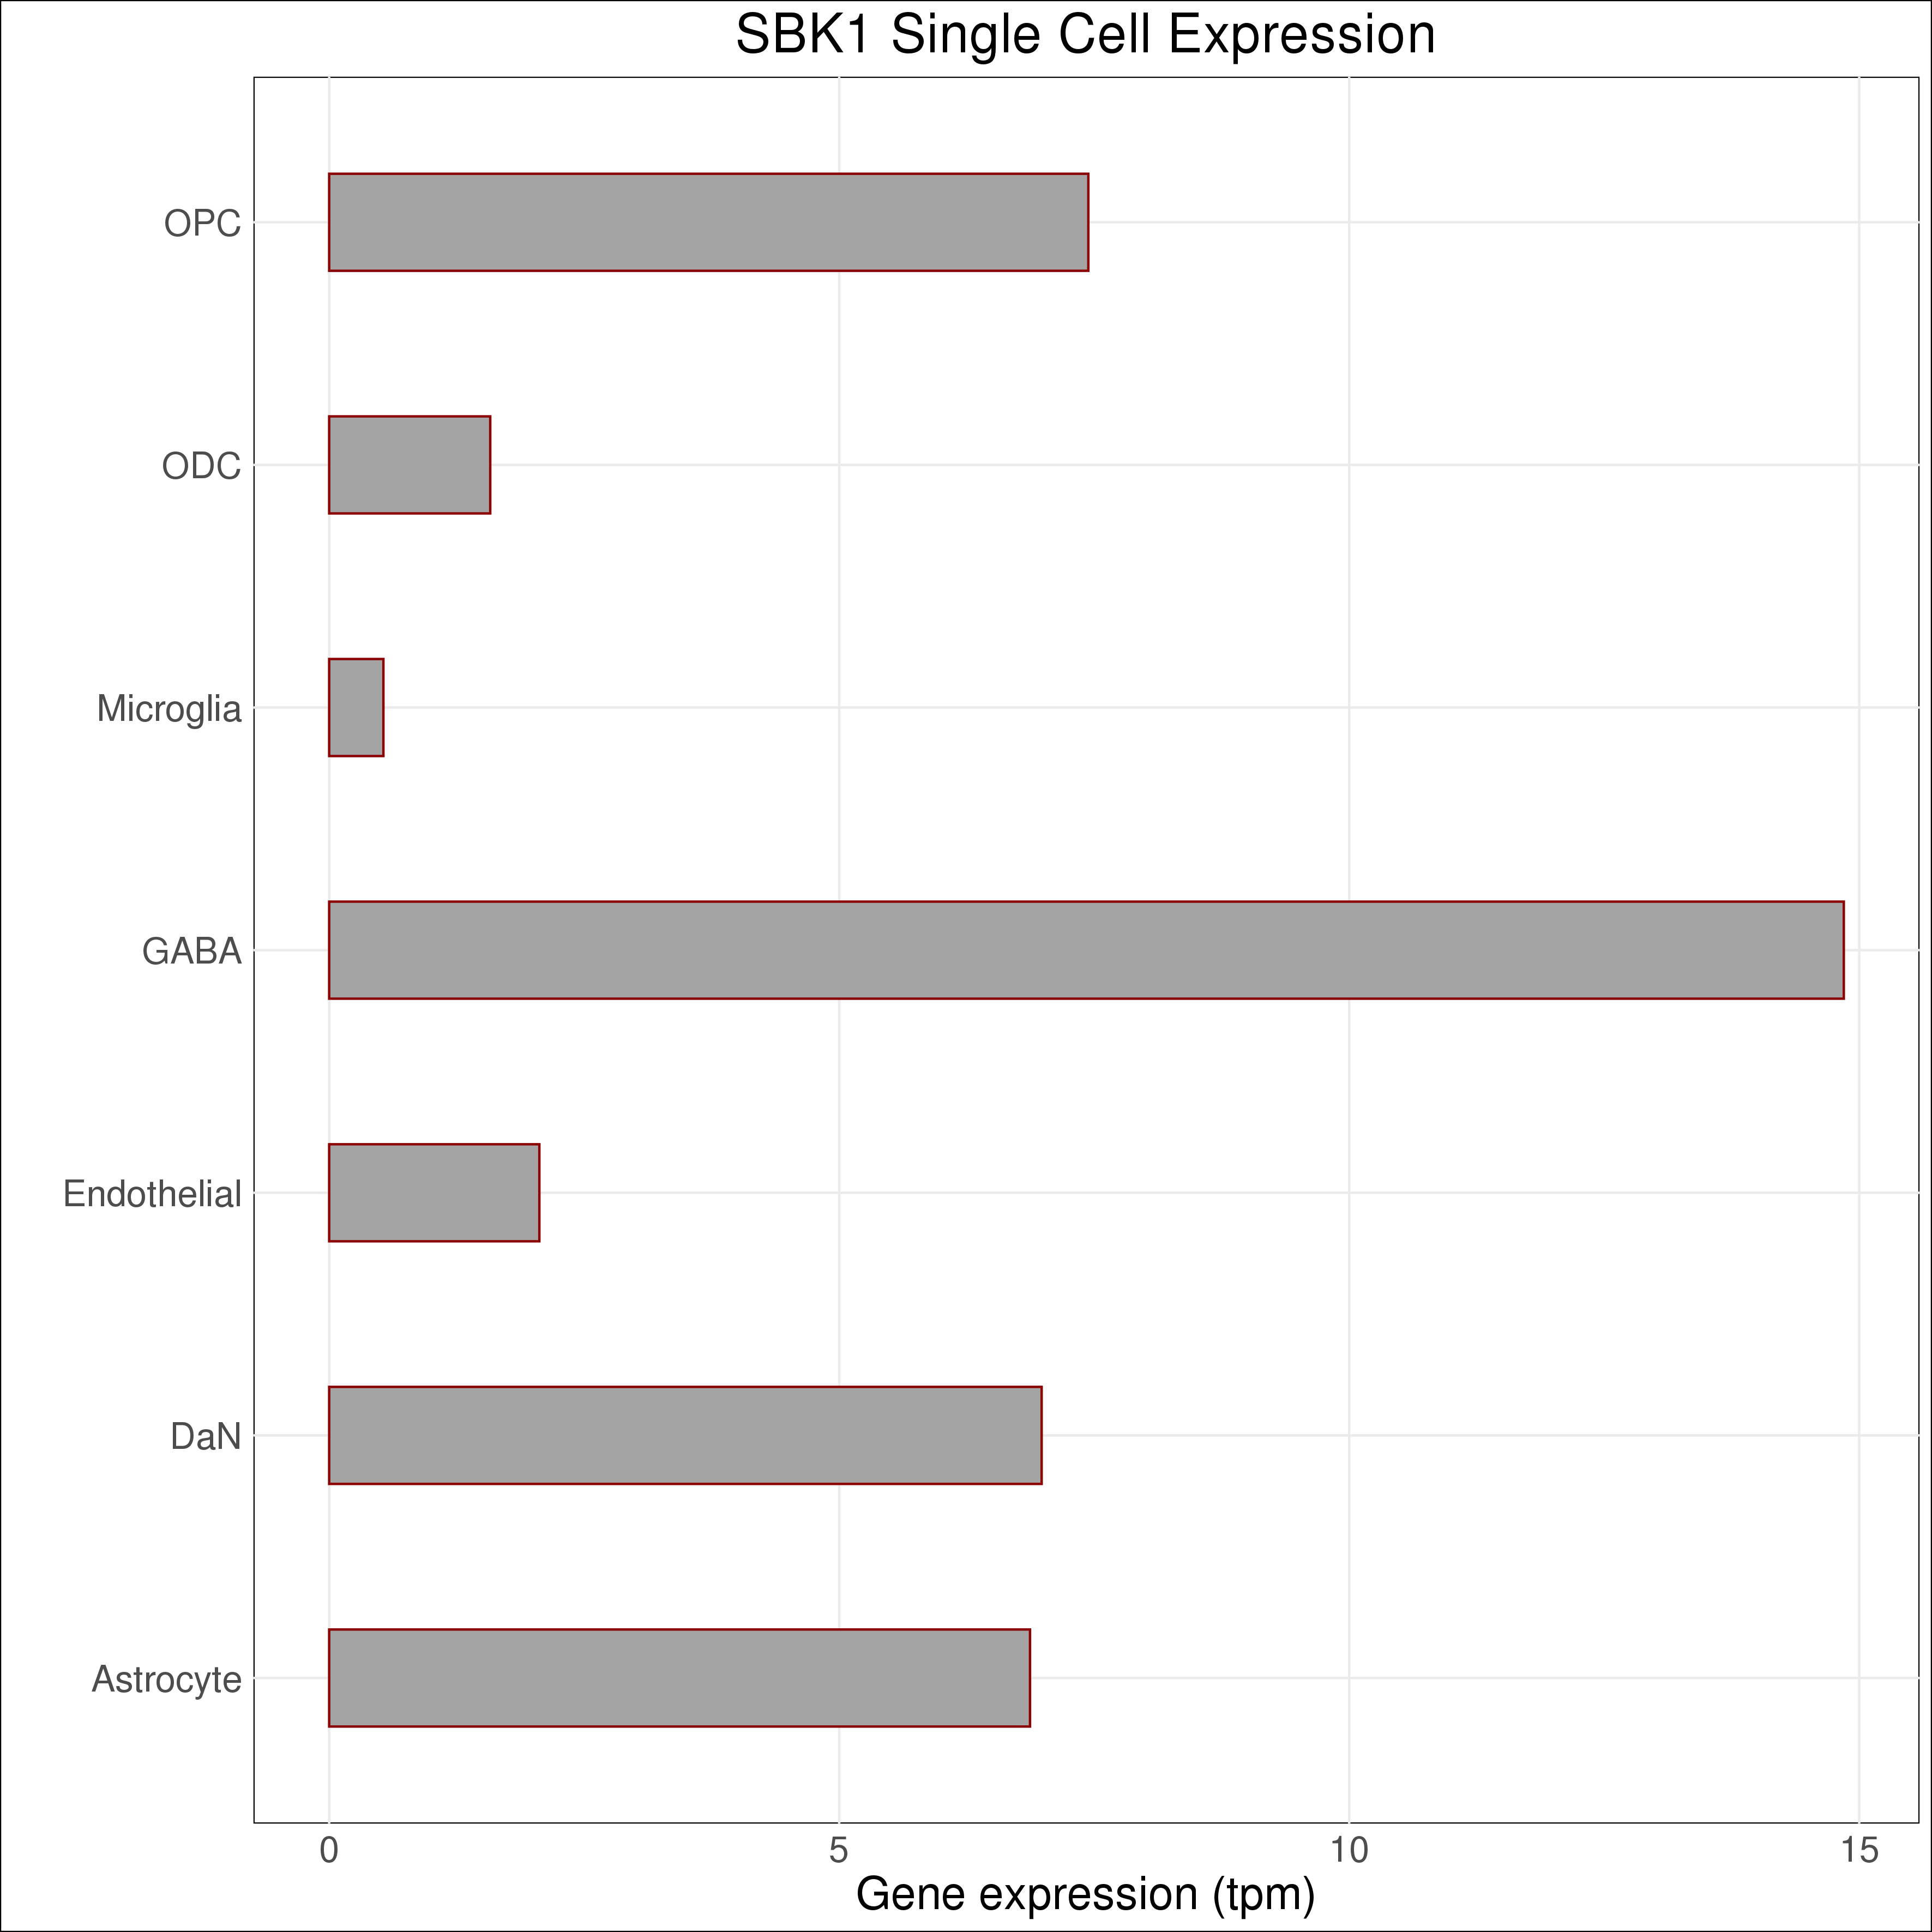 SBK1 Single Cell Expression
OPC
ODC
Microglia
GABA
Endothelial
DaN
Astrocyte
0 5 10 15
Gene expression (tpm)